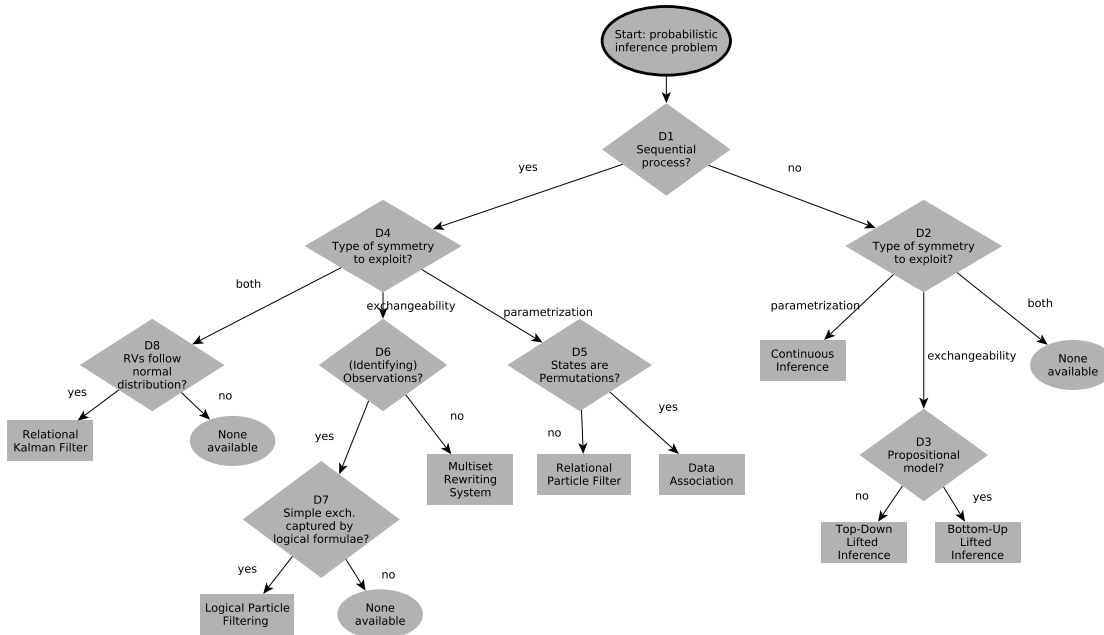 Start: probabilistic
inference problem
D1
Sequential
process?
yes
no
D4
Type of symmetry
to exploit?
D2
Type of symmetry
to exploit?
both
exchangeability
parametrization
parametrization
exchangeability
both
D8
RVs follow
normal
distribution?
D6
(Identifying)
Observations?
D5
States are
Permutations?
Continuous
Inference
None
available
yes
no
yes
no
no
yes
Relational
Kalman Filter
None
available
Multiset
Rewriting
System
Relational
Particle Filter
Data
Association
D3
Propositional
model?
no
yes
D7
Simple exch.
captured by
logical formulae?
Top-Down
Lifted
Inference
Bottom-Up
Lifted
Inference
yes
no
Logical Particle
Filtering
None
available